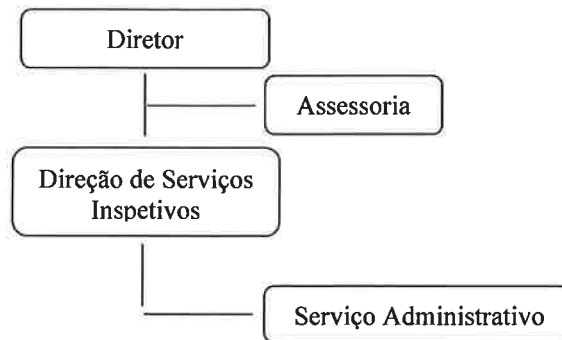 Diretor
Assessoria
Direção de Serviços
Inspetivos
Serviço Administrativo